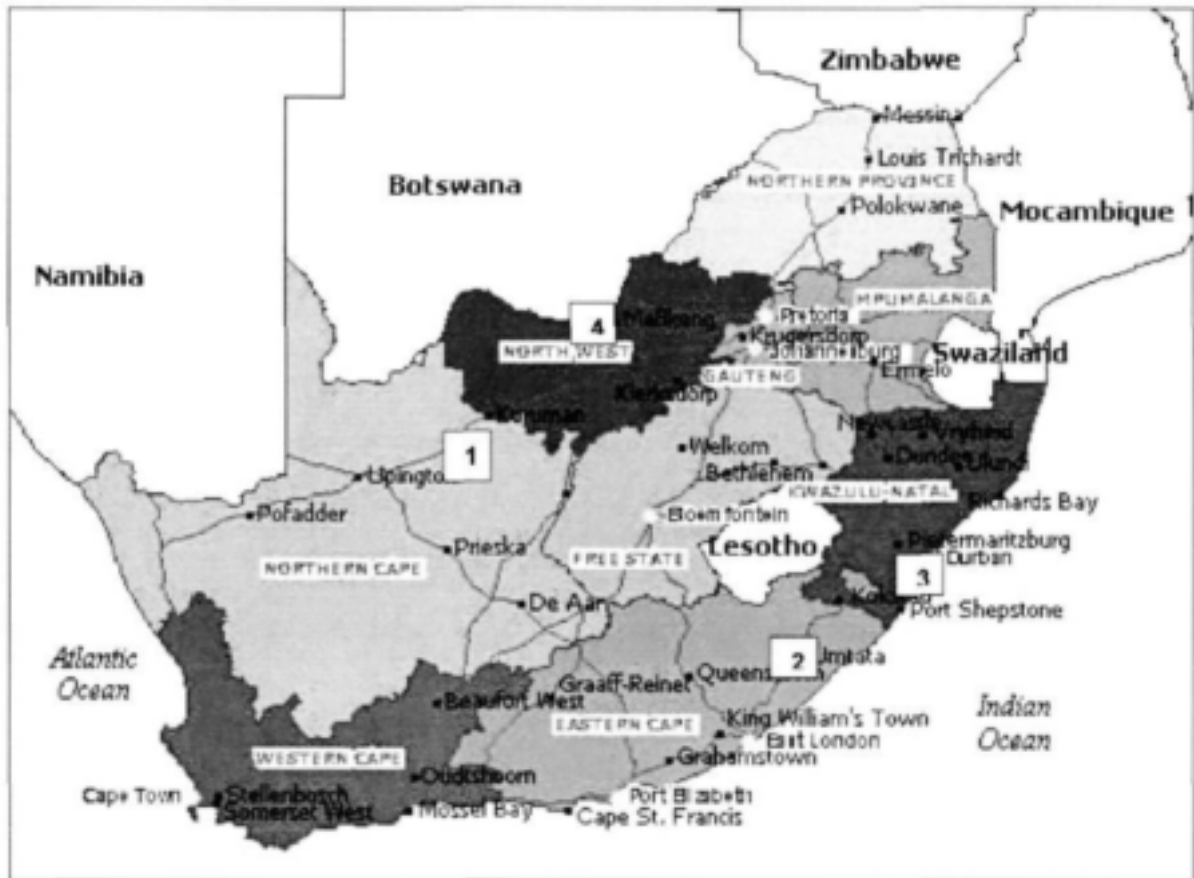 Zimbabwe
Messina
Louis Trichardt
NORTHERN PROVINCE
Botswana
Polokwane
Mocambique
Namibia
MPUMALANGA
4
Mafikeng
Pretoria
Krugersdorp
NORTH WEST
Johannesburg
Swaziland
Ermelo
GAUTENG
Klerksdorp
Kuruman
Newcastle
Vryheid
Welkom
1
Dundee
Ulundi
Bethlehem
Upington
KWAZULU-NATAL
Richards Bay
Pofadder
Bloemfontein
Pietermaritzburg
Lesotho
Prieska
Durban
FREE STATE
NORTHERN CAPE
3
De Aar
Port Shepstone
Atlantic
Ocean
2
Umtata
Queenstown
Graaff-Reinet
Beaufort West
Indian
Ocean
King William's Town
EASTERN CAPE
East London
WESTERN CAPE
Grahamstown
Oudtshoorn
Cape Town
Stellenbosch
Port Elizabeth
Somerset West
Mossel Bay
Cape St. Francis